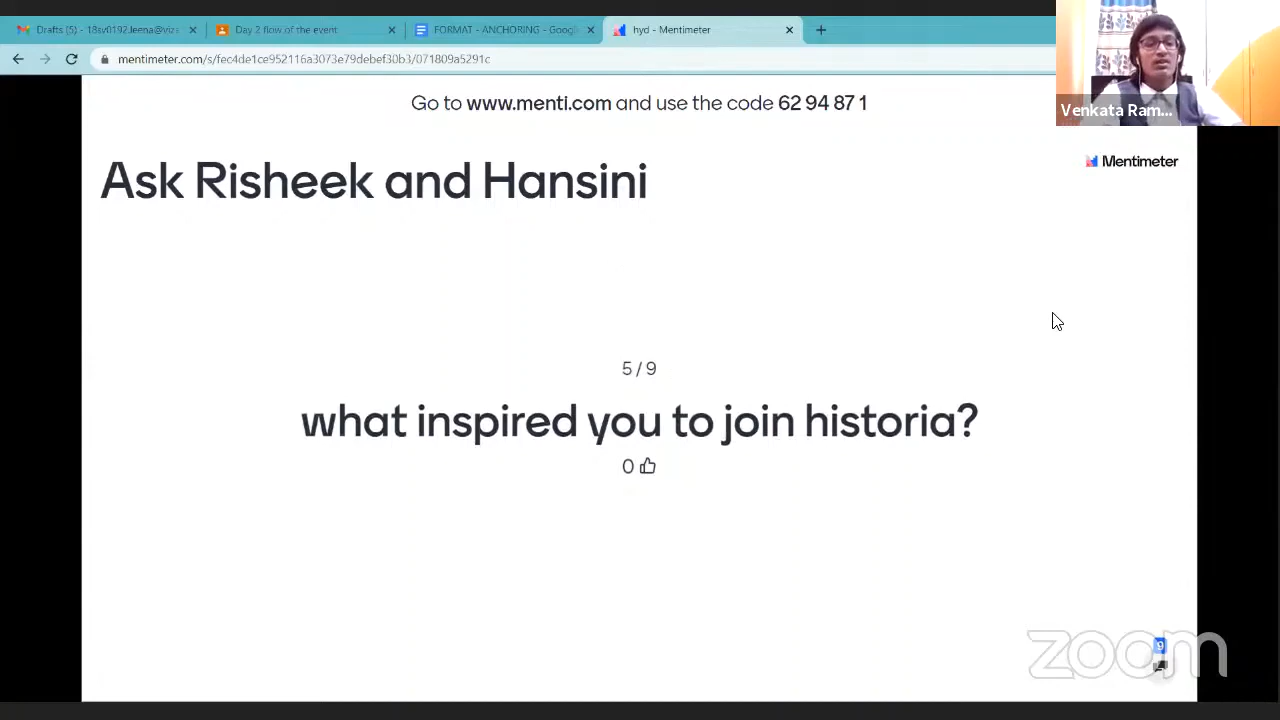 Drafts (5) - 18sv0192.leena@viza
Day 2 flow of the event
FORMAT - ANCHORING - Googl
hyd - Mentimeter
mentimeter.com/s/fec4de1ce952116a3073e79debef30b3/071809a5291c
Go to www.menti.com and use the code 62 94 87 1
Venkata Ram...
Mentimeter
Ask Risheek and Hansini
5 / 9
what inspired you to join historia?
0
zoom